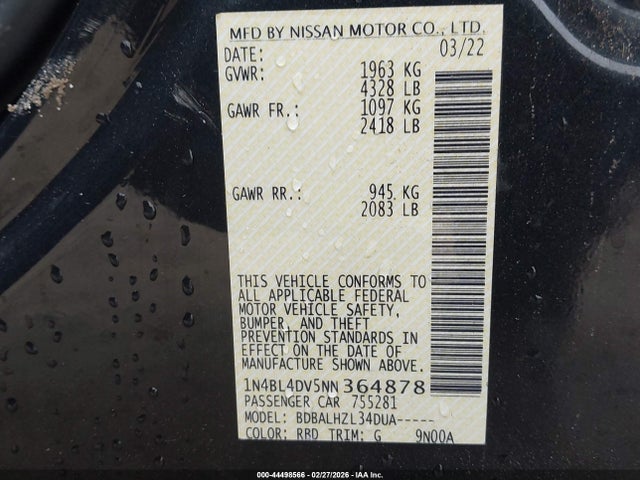 MFD BY NISSAN MOTOR CO., LTD.
DATE: 03/22
GVWR: 1963 KG
4328 LB
GAWR FR.: 1097 KG
2418 LB
GAWR RR.: 945 KG
2083 LB
THIS VEHICLE CONFORMS TO
ALL APPLICABLE FEDERAL
MOTOR VEHICLE SAFETY,
BUMPER, AND THEFT
PREVENTION STANDARDS IN
EFFECT ON THE DATE OF
MANUFACTURE SHOWN ABOVE.
1N4BL4DV5NN364878
PASSENGER CAR 755281
MODEL: BDBALHZL34DUA-----
COLOR: RBD TRIM: G 9N00A
000-44498566 - 02/27/2026 - IAA Inc.